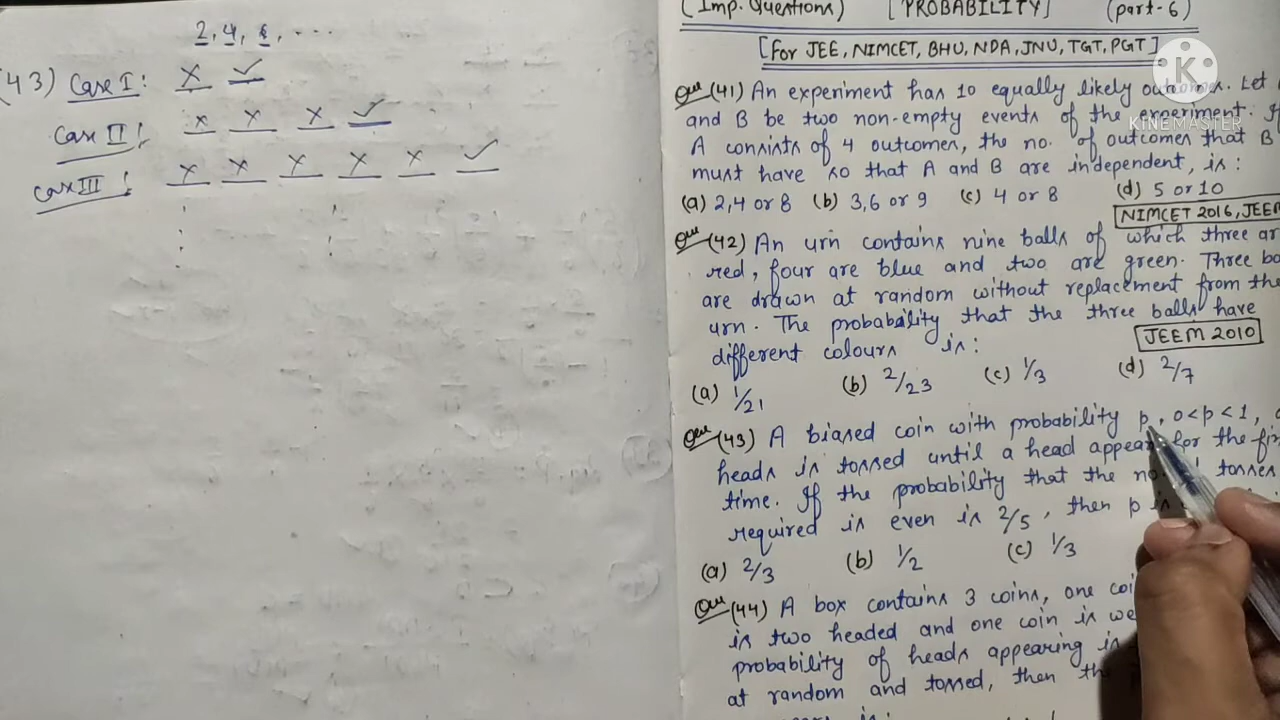 2, 4, 6, ...
(43) Case I: × ✓
Case II: × × × ✓
Case III: × × × × × ✓
(Imp. Questions) [PROBABILITY] (part-6)
[For JEE, NIMCET, BHU, NDA, JNU, TGT, PGT]
Que (41) An experiment has 10 equally likely outcomes. Let
and B be two non-empty events of the experiment.
A consists of 4 outcomes, the no. of outcomes that B
must have so that A and B are independent, is:
(a) 2,4 or 8 (b) 3,6 or 9 (c) 4 or 8 (d) 5 or 10
[NIMCET 2016, JEEM
Que (42) An urn contains nine balls of which three
red, four are blue and two are green. Three
are drawn at random without replacement from the
urn. The probability that the three balls have
different colours is:
[JEEM 2010]
(a) 1/21 (b) 2/23 (c) 1/3 (d) 2/7
Que (43) A biased coin with probability p, 0<p<1,
heads is tossed until a head appears for the
time. If the probability that the no. tosses
required is even is 2/5, then p is
(a) 2/3 (b) 1/2 (c) 1/3
Que (44) A box contains 3 coins, one
is two headed and one coin is
probability of heads appearing is
at random and tossed, then the
KINEMASTER